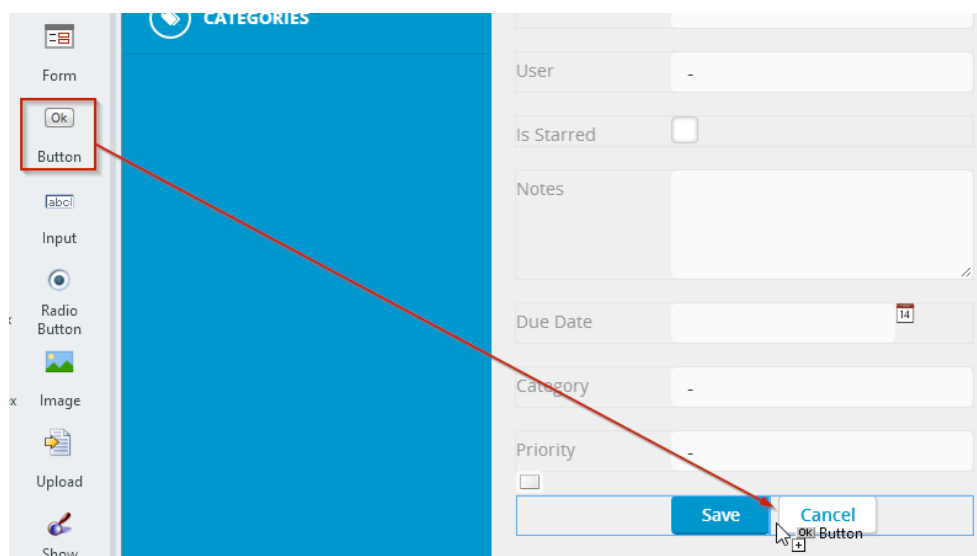 CATEGORIES
Form
Ok
Button
abcl
Input
Radio
Button
Image
x
Upload
Show
User
-
Is Starred
Notes
Due Date
14
Category
-
Priority
-
Save
Cancel
Ok Button